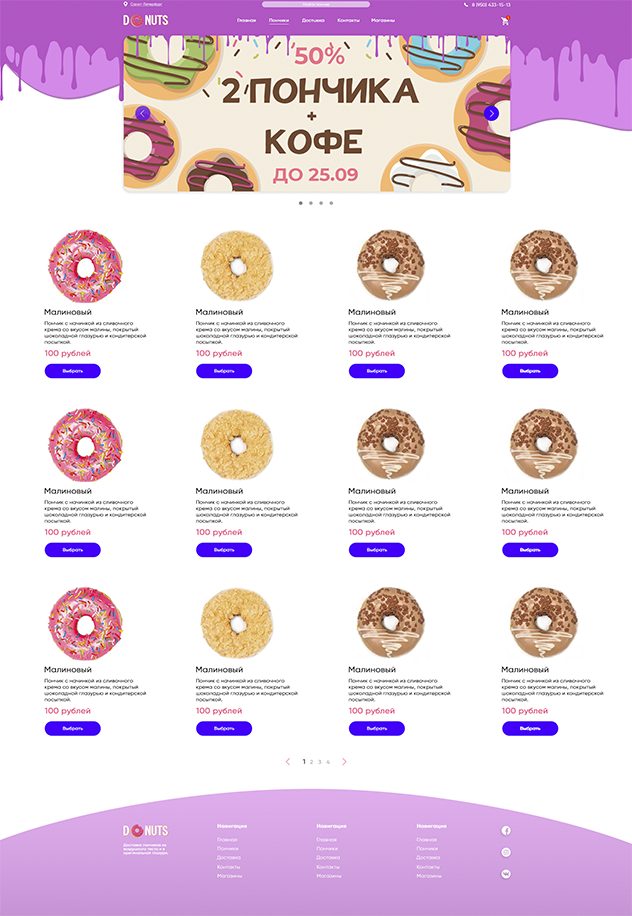 Санкт-Петербург
8 (950) 433-15-13
D NUTS
Главная Пончики Доставка Контакты Магазины
50%
2 ПОНЧИКА
+
КОФЕ
ДО 25.09
Малиновый Малиновый Малиновый Малиновый
Пончик с начинкой из сливочного Пончик с начинкой из сливочного Пончик с начинкой из сливочного Пончик с начинкой из сливочного
крема со вкусом малины, покрытый крема со вкусом малины, покрытый крема со вкусом малины, покрытый крема со вкусом малины, покрытый
шоколадной глазурью и кондитерской шоколадной глазурью и кондитерской шоколадной глазурью и кондитерской шоколадной глазурью и кондитерской
посыпкой. посыпкой. посыпкой. посыпкой.
100 рублей 100 рублей 100 рублей 100 рублей
Выбрать Выбрать Выбрать Выбрать
Малиновый Малиновый Малиновый Малиновый
Пончик с начинкой из сливочного Пончик с начинкой из сливочного Пончик с начинкой из сливочного Пончик с начинкой из сливочного
крема со вкусом малины, покрытый крема со вкусом малины, покрытый крема со вкусом малины, покрытый крема со вкусом малины, покрытый
шоколадной глазурью и кондитерской шоколадной глазурью и кондитерской шоколадной глазурью и кондитерской шоколадной глазурью и кондитерской
посыпкой. посыпкой. посыпкой. посыпкой.
100 рублей 100 рублей 100 рублей 100 рублей
Выбрать Выбрать Выбрать Выбрать
Малиновый Малиновый Малиновый Малиновый
Пончик с начинкой из сливочного Пончик с начинкой из сливочного Пончик с начинкой из сливочного Пончик с начинкой из сливочного
крема со вкусом малины, покрытый крема со вкусом малины, покрытый крема со вкусом малины, покрытый крема со вкусом малины, покрытый
шоколадной глазурью и кондитерской шоколадной глазурью и кондитерской шоколадной глазурью и кондитерской шоколадной глазурью и кондитерской
посыпкой. посыпкой. посыпкой. посыпкой.
100 рублей 100 рублей 100 рублей 100 рублей
Выбрать Выбрать Выбрать Выбрать
1 2 3 4
D NUTS
Доставка пончиков из
воздушного теста и в
оригинальной глазури.
Навигация Навигация Навигация
Главная Главная Главная
Пончики Пончики Пончики
Доставка Доставка Доставка
Контакты Контакты Контакты
Магазины Магазины Магазины